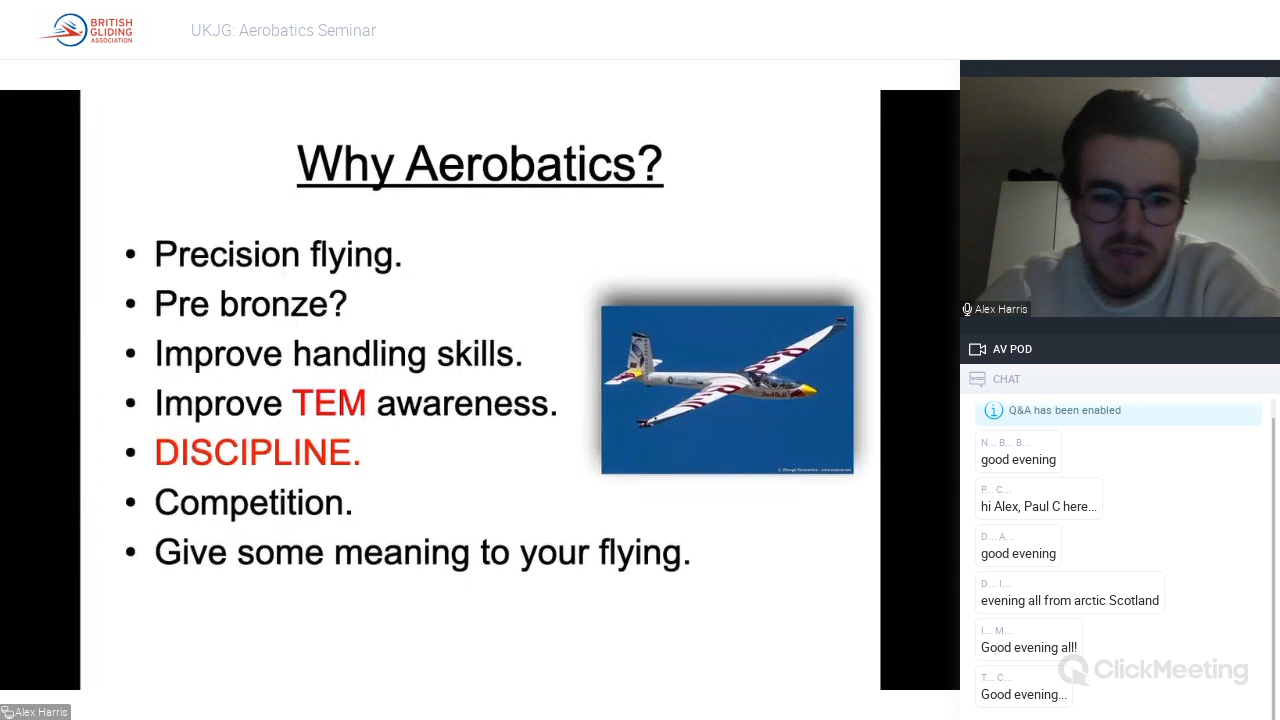 BRITISH
GLIDING
ASSOCIATION
UKJG: Aerobatics Seminar
Why Aerobatics?
• Precision flying.
• Pre bronze?
• Improve handling skills.
• Improve TEM awareness.
• DISCIPLINE.
• Competition.
• Give some meaning to your flying.
Red Bull
Alex Harris
Alex Harris
AV POD
CHAT
Q&A has been enabled
N... B... B...
good evening
P... C...
hi Alex, Paul C here...
D... A...
good evening
D... I...
evening all from arctic Scotland
I... M...
Good evening all!
T... C...
Good evening...
ClickMeeting